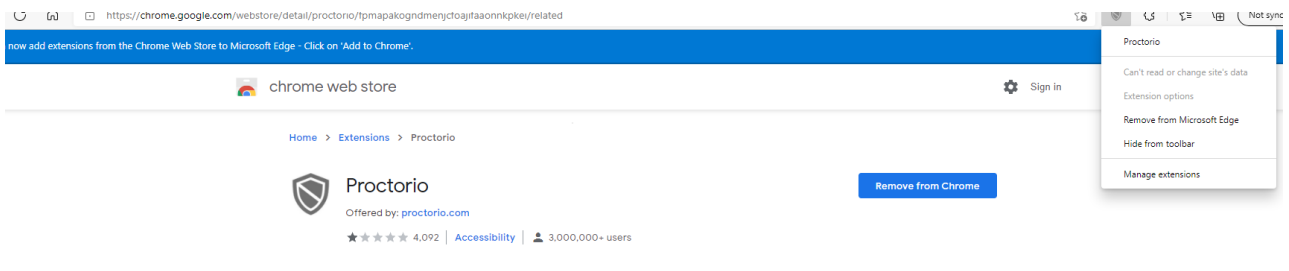 https://chrome.google.com/webstore/detail/proctorio/fpmapakogndmenjcfoajifaaonnkpkei/related
Not sync
now add extensions from the Chrome Web Store to Microsoft Edge - Click on 'Add to Chrome'.
Proctorio
Can't read or change site's data
Extension options
Remove from Microsoft Edge
Hide from toolbar
Manage extensions
chrome web store
Sign in
Home > Extensions > Proctorio
Proctorio
Remove from Chrome
Offered by: proctorio.com
4,092 Accessibility 3,000,000+ users